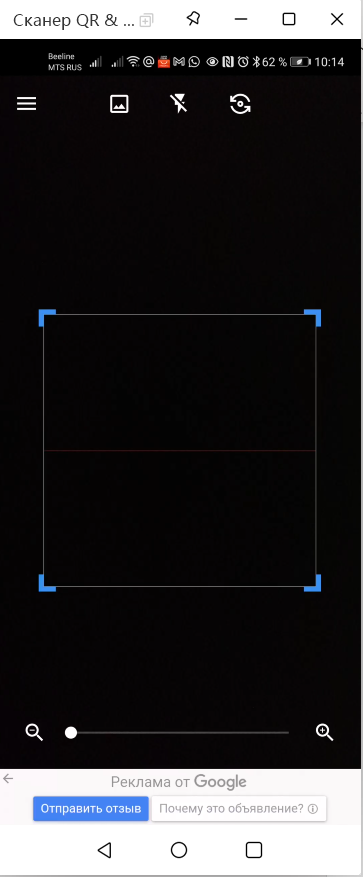 Сканер QR & ...
Beeline
MTS RUS
62 %
10:14
Реклама от Google
Отправить отзыв
Почему это объявление?